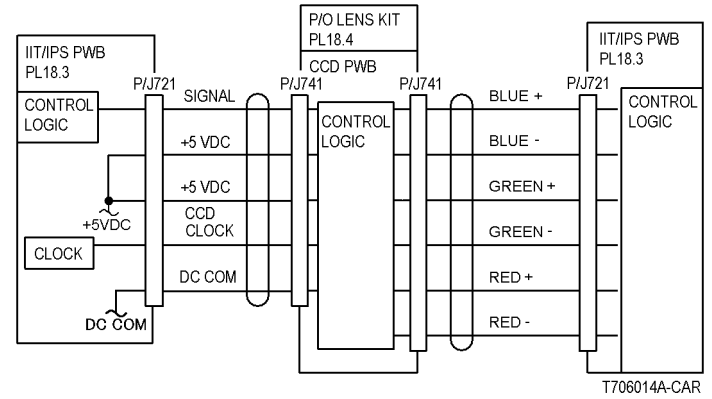 P/O LENS KIT
PL18.4
IIT/IPS PWB
PL18.3
IIT/IPS PWB
PL18.3
CCD PWB
P/J721
P/J741
P/J741
P/J721
CONTROL
LOGIC
SIGNAL
+5 VDC
+5 VDC
CCD
CLOCK
DC COM
+5VDC
CLOCK
DC COM
CONTROL
LOGIC
BLUE +
BLUE -
GREEN +
GREEN -
RED +
RED -
CONTROL
LOGIC
T706014A-CAR